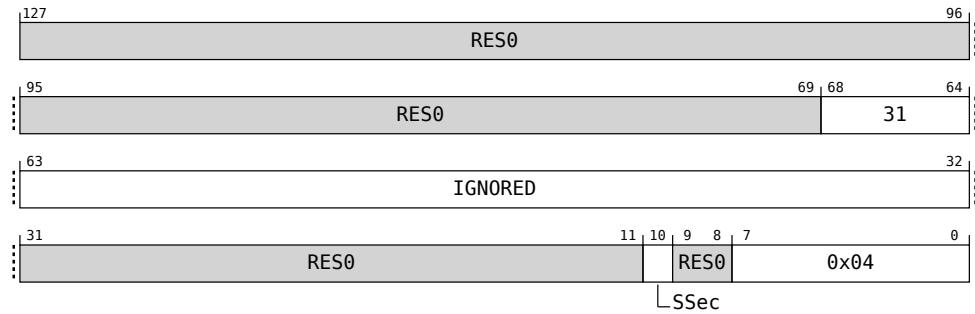 127 96
RES0
95 69 68 64
RES0 31
63 32
IGNORED
31 11 10 9 8 7 0
RES0 RES0 0x04
SSec